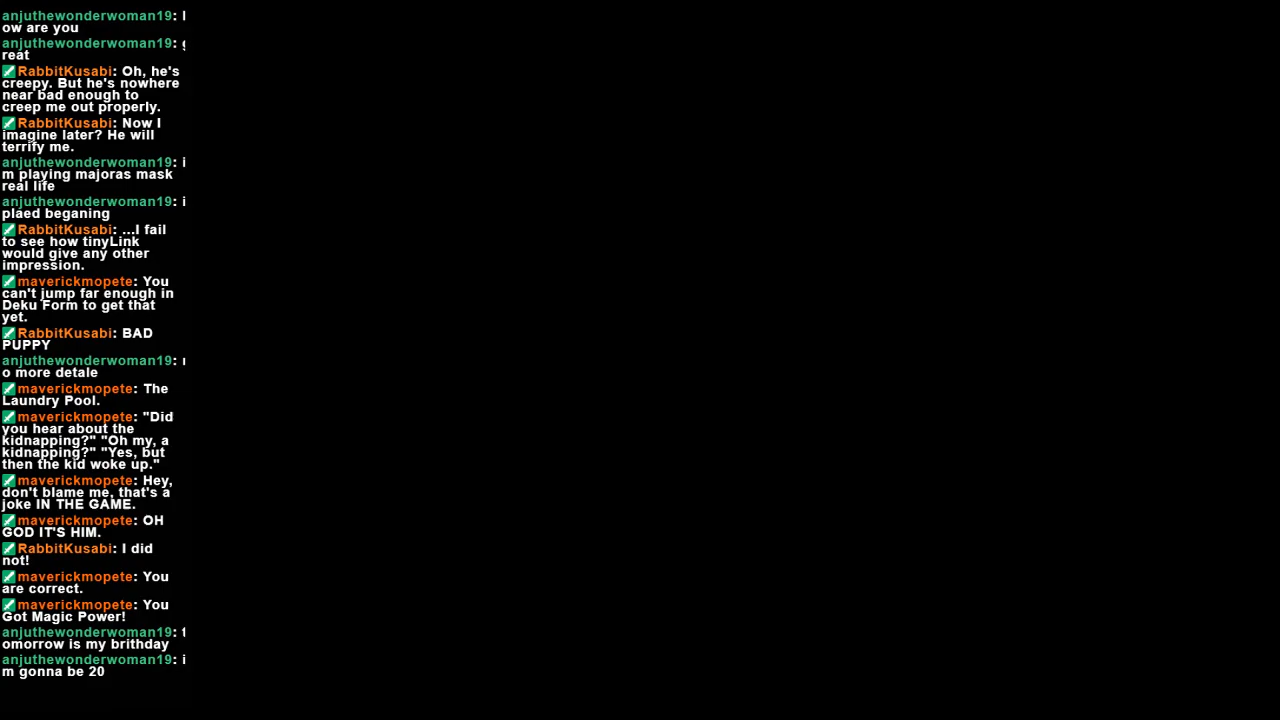 anjuthewonderwoman19:
ow are you
anjuthewonderwoman19:
reat
RabbitKusabi: Oh, he's
creepy. But he's nowhere
near bad enough to
creep me out properly.
RabbitKusabi: Now I
imagine later? He will
terrify me.
anjuthewonderwoman19: i
m playing majoras mask
real life
anjuthewonderwoman19: i
plaed beganing
RabbitKusabi: ...I fail
to see how tinyLink
would give any other
impression.
maverickmopete: You
can't jump far enough in
Deku Form to get that
yet.
RabbitKusabi: BAD
PUPPY
anjuthewonderwoman19:
o more detale
maverickmopete: The
Laundry Pool.
maverickmopete: "Did
you hear about the
kidnapping?" "Oh my, a
kidnapping?" "Yes, but
then the kid woke up."
maverickmopete: Hey,
don't blame me, that's a
joke IN THE GAME.
maverickmopete: OH
GOD IT'S HIM.
RabbitKusabi: I did
not!
maverickmopete: You
are correct.
maverickmopete: You
Got Magic Power!
anjuthewonderwoman19: t
omorrow is my brithday
anjuthewonderwoman19: i
m gonna be 20